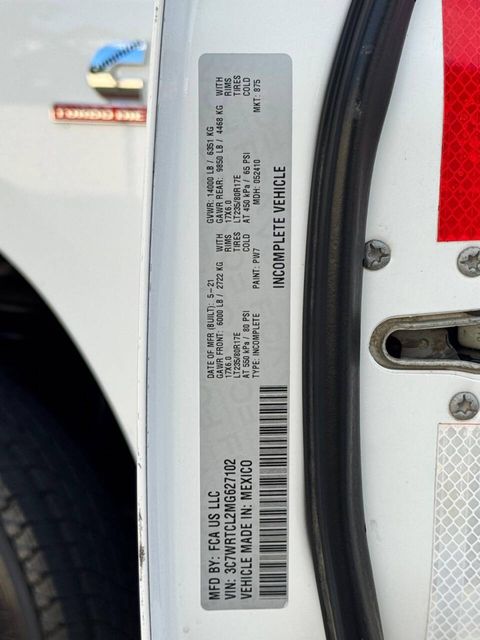 Cummins
MFD BY: FCA US LLC
VIN: 3C7WRTCL2MG627102
VEHICLE MADE IN: MEXICO
DATE OF MFR (BUILT): 5-21
GAWR FRONT: 6000 LB / 2722 KG WITH
17X6.0 RIMS
LT235/80R17E TIRES
AT 550 kPa / 80 PSI COLD
TYPE: INCOMPLETE
PAINT: PW7
GVWR: 14000 LB / 6351 KG
GAWR REAR: 9850 LB / 4468 KG WITH
17X6.0 RIMS
LT235/80R17E TIRES
AT 450 kPa / 65 PSI COLD
MDH: 052410
MKT: 875
INCOMPLETE VEHICLE